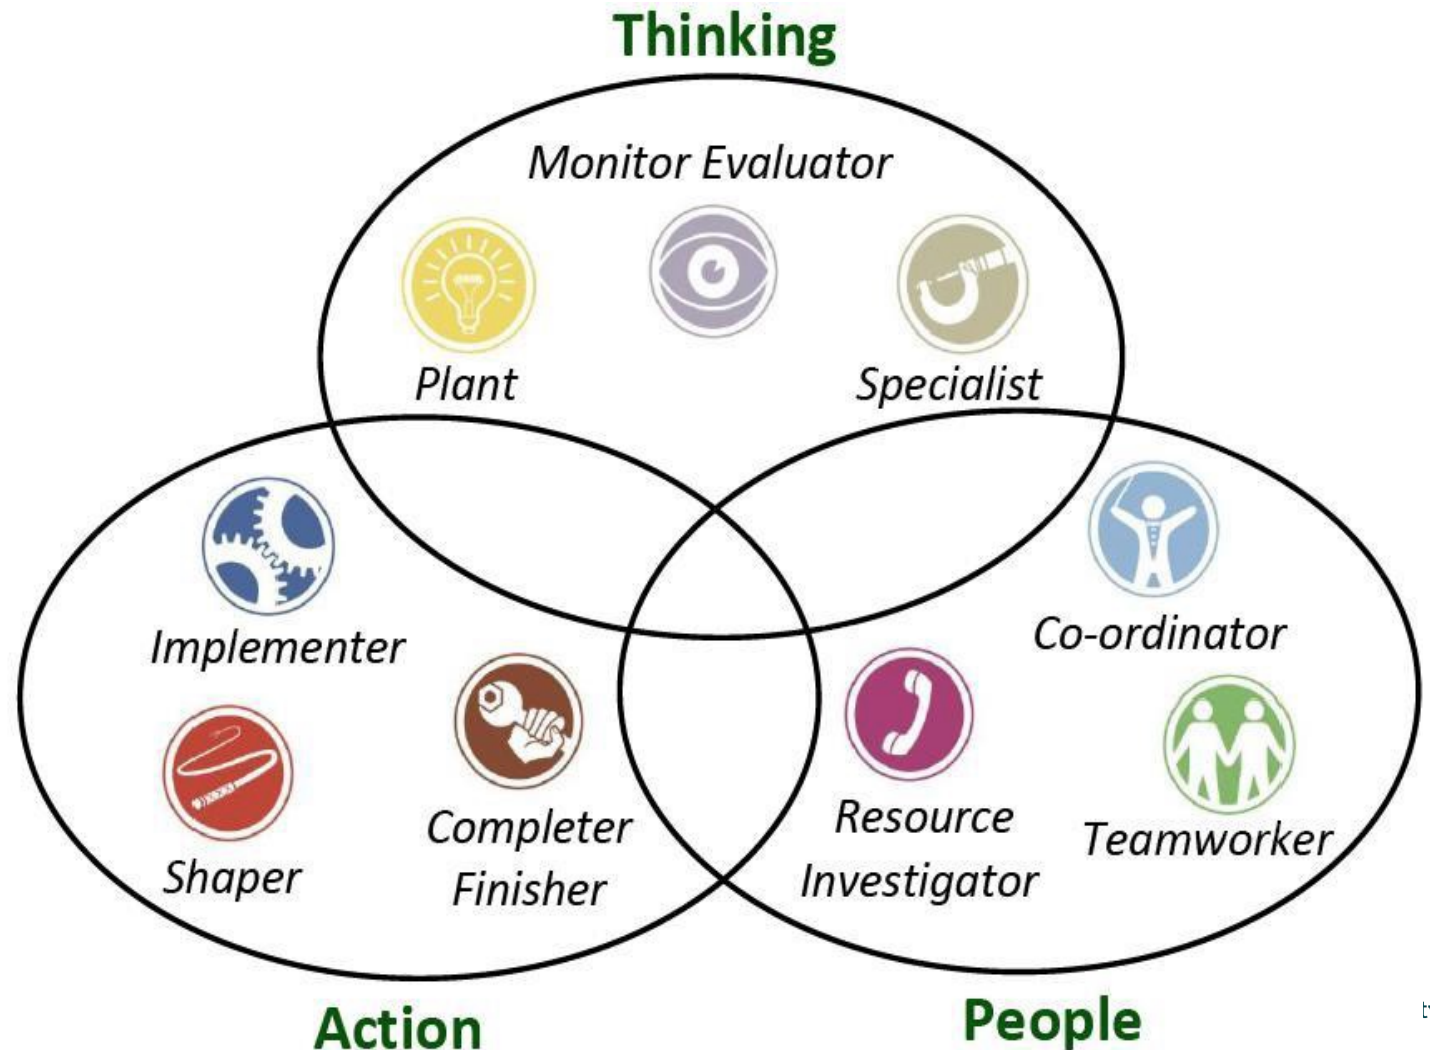 Thinking
Monitor Evaluator
Plant
Specialist
Implementer
Co-ordinator
Shaper
Completer
Finisher
Resource
Investigator
Teamworker
Action
People